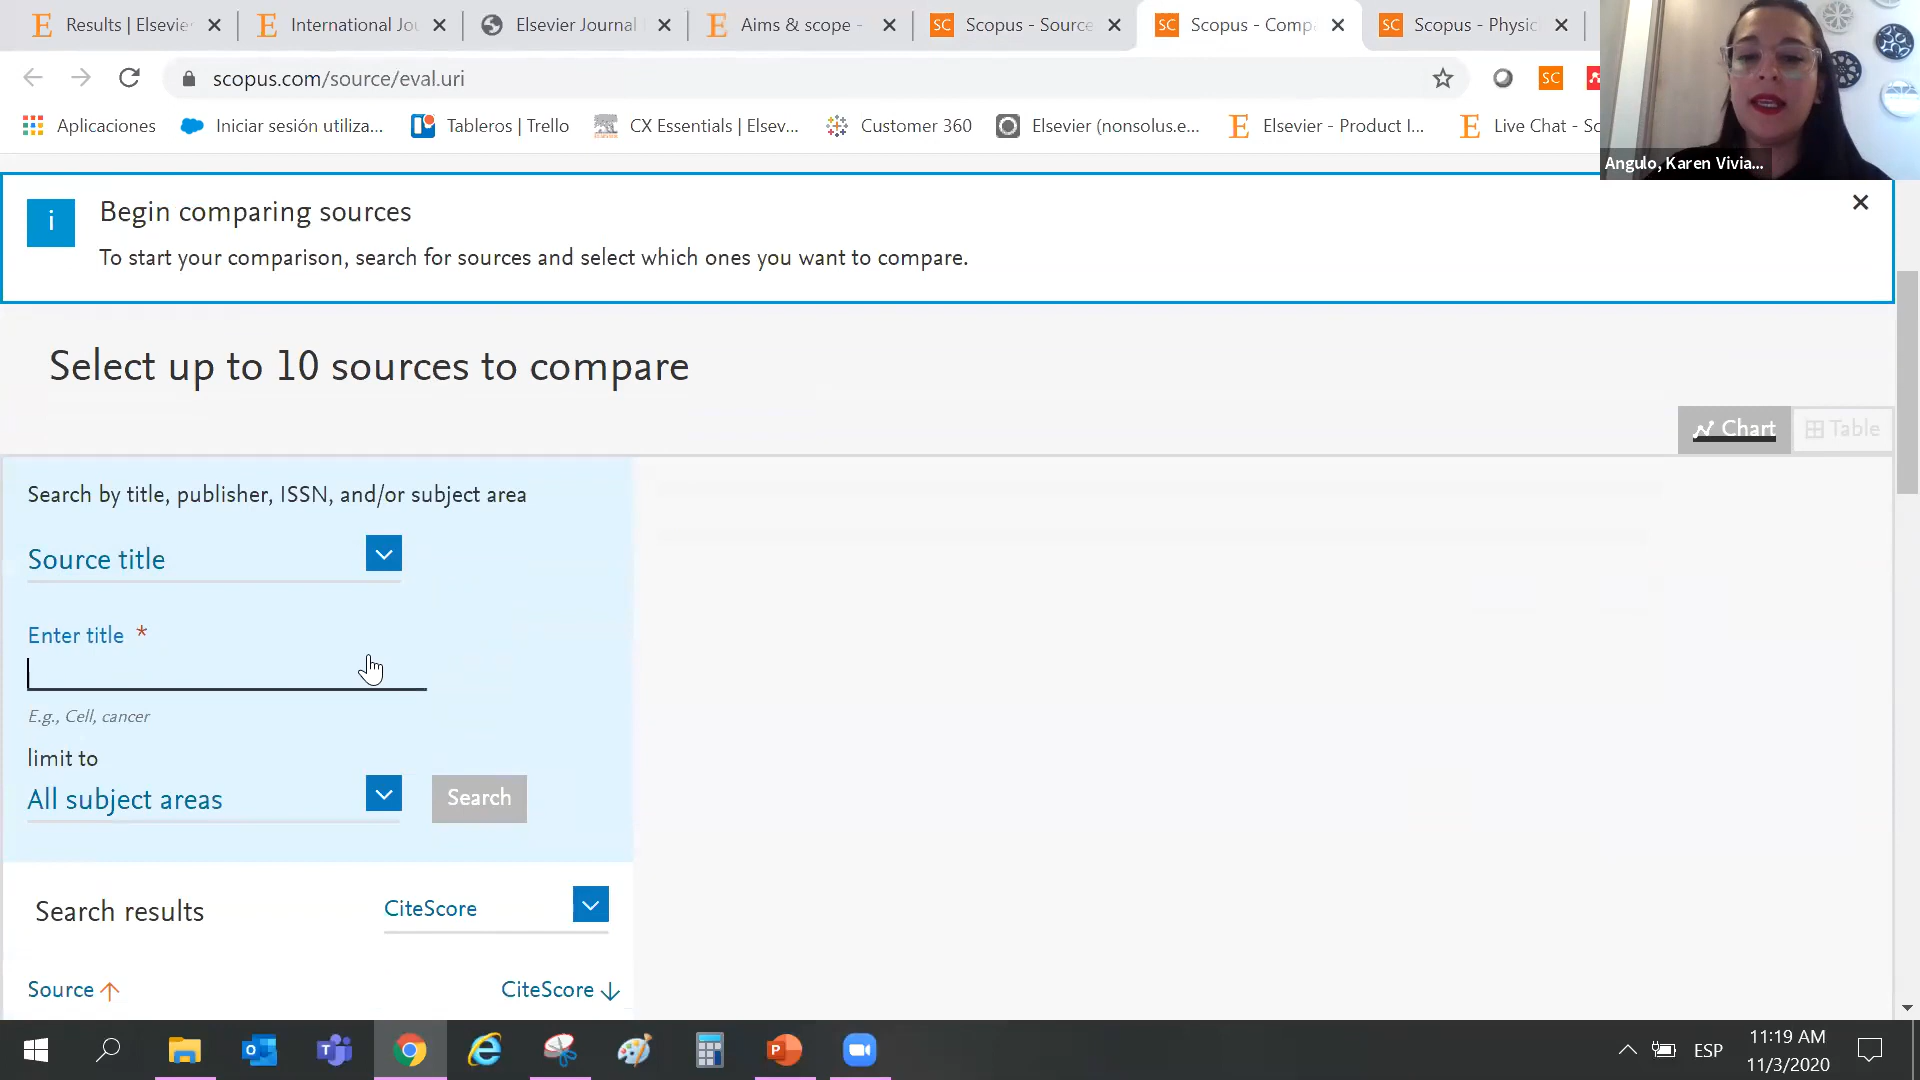 Results | Elsevie
International Jou
Elsevier Journal
Aims & scope -
SC Scopus - Source
SC Scopus - Comp
SC Scopus - Physic
scopus.com/source/eval.uri
SC
Aplicaciones
Iniciar sesión utiliza...
Tableros | Trello
CX Essentials | Elsev...
Customer 360
Elsevier (nonsolus.e...
Elsevier - Product I...
Live Chat - Sc
Angulo, Karen Vivia...
i
Begin comparing sources
To start your comparison, search for sources and select which ones you want to compare.
Select up to 10 sources to compare
Chart
Table
Search by title, publisher, ISSN, and/or subject area
Source title
Enter title *
E.g., Cell, cancer
limit to
All subject areas
Search
Search results
CiteScore
Source
CiteScore
ESP
11:19 AM
11/3/2020